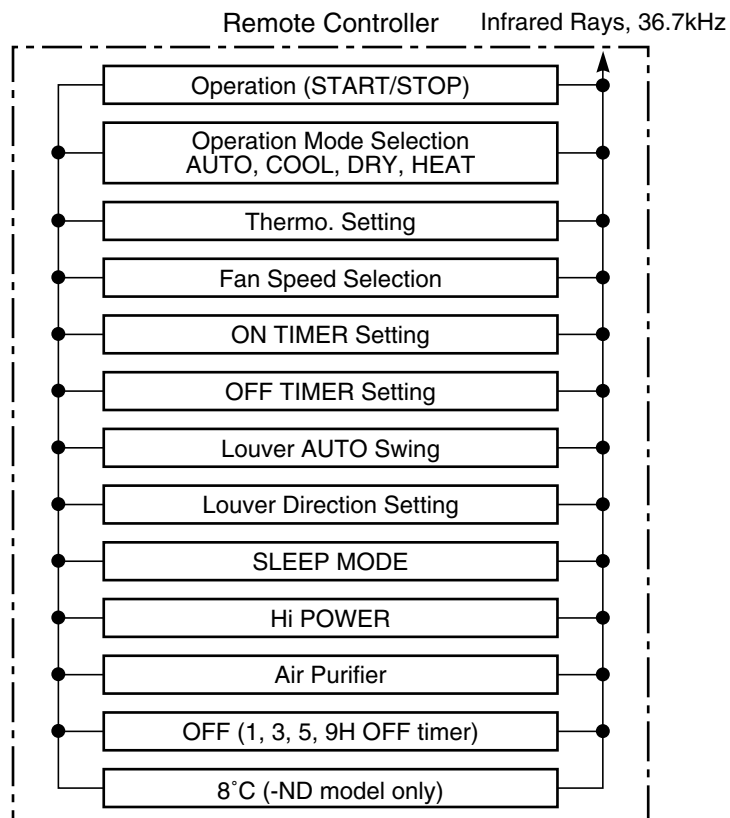 Remote Controller
Infrared Rays, 36.7kHz
Operation (START/STOP)
Operation Mode Selection
AUTO, COOL, DRY, HEAT
Thermo. Setting
Fan Speed Selection
ON TIMER Setting
OFF TIMER Setting
Louver AUTO Swing
Louver Direction Setting
SLEEP MODE
Hi POWER
Air Purifier
OFF (1, 3, 5, 9H OFF timer)
8˚C (-ND model only)